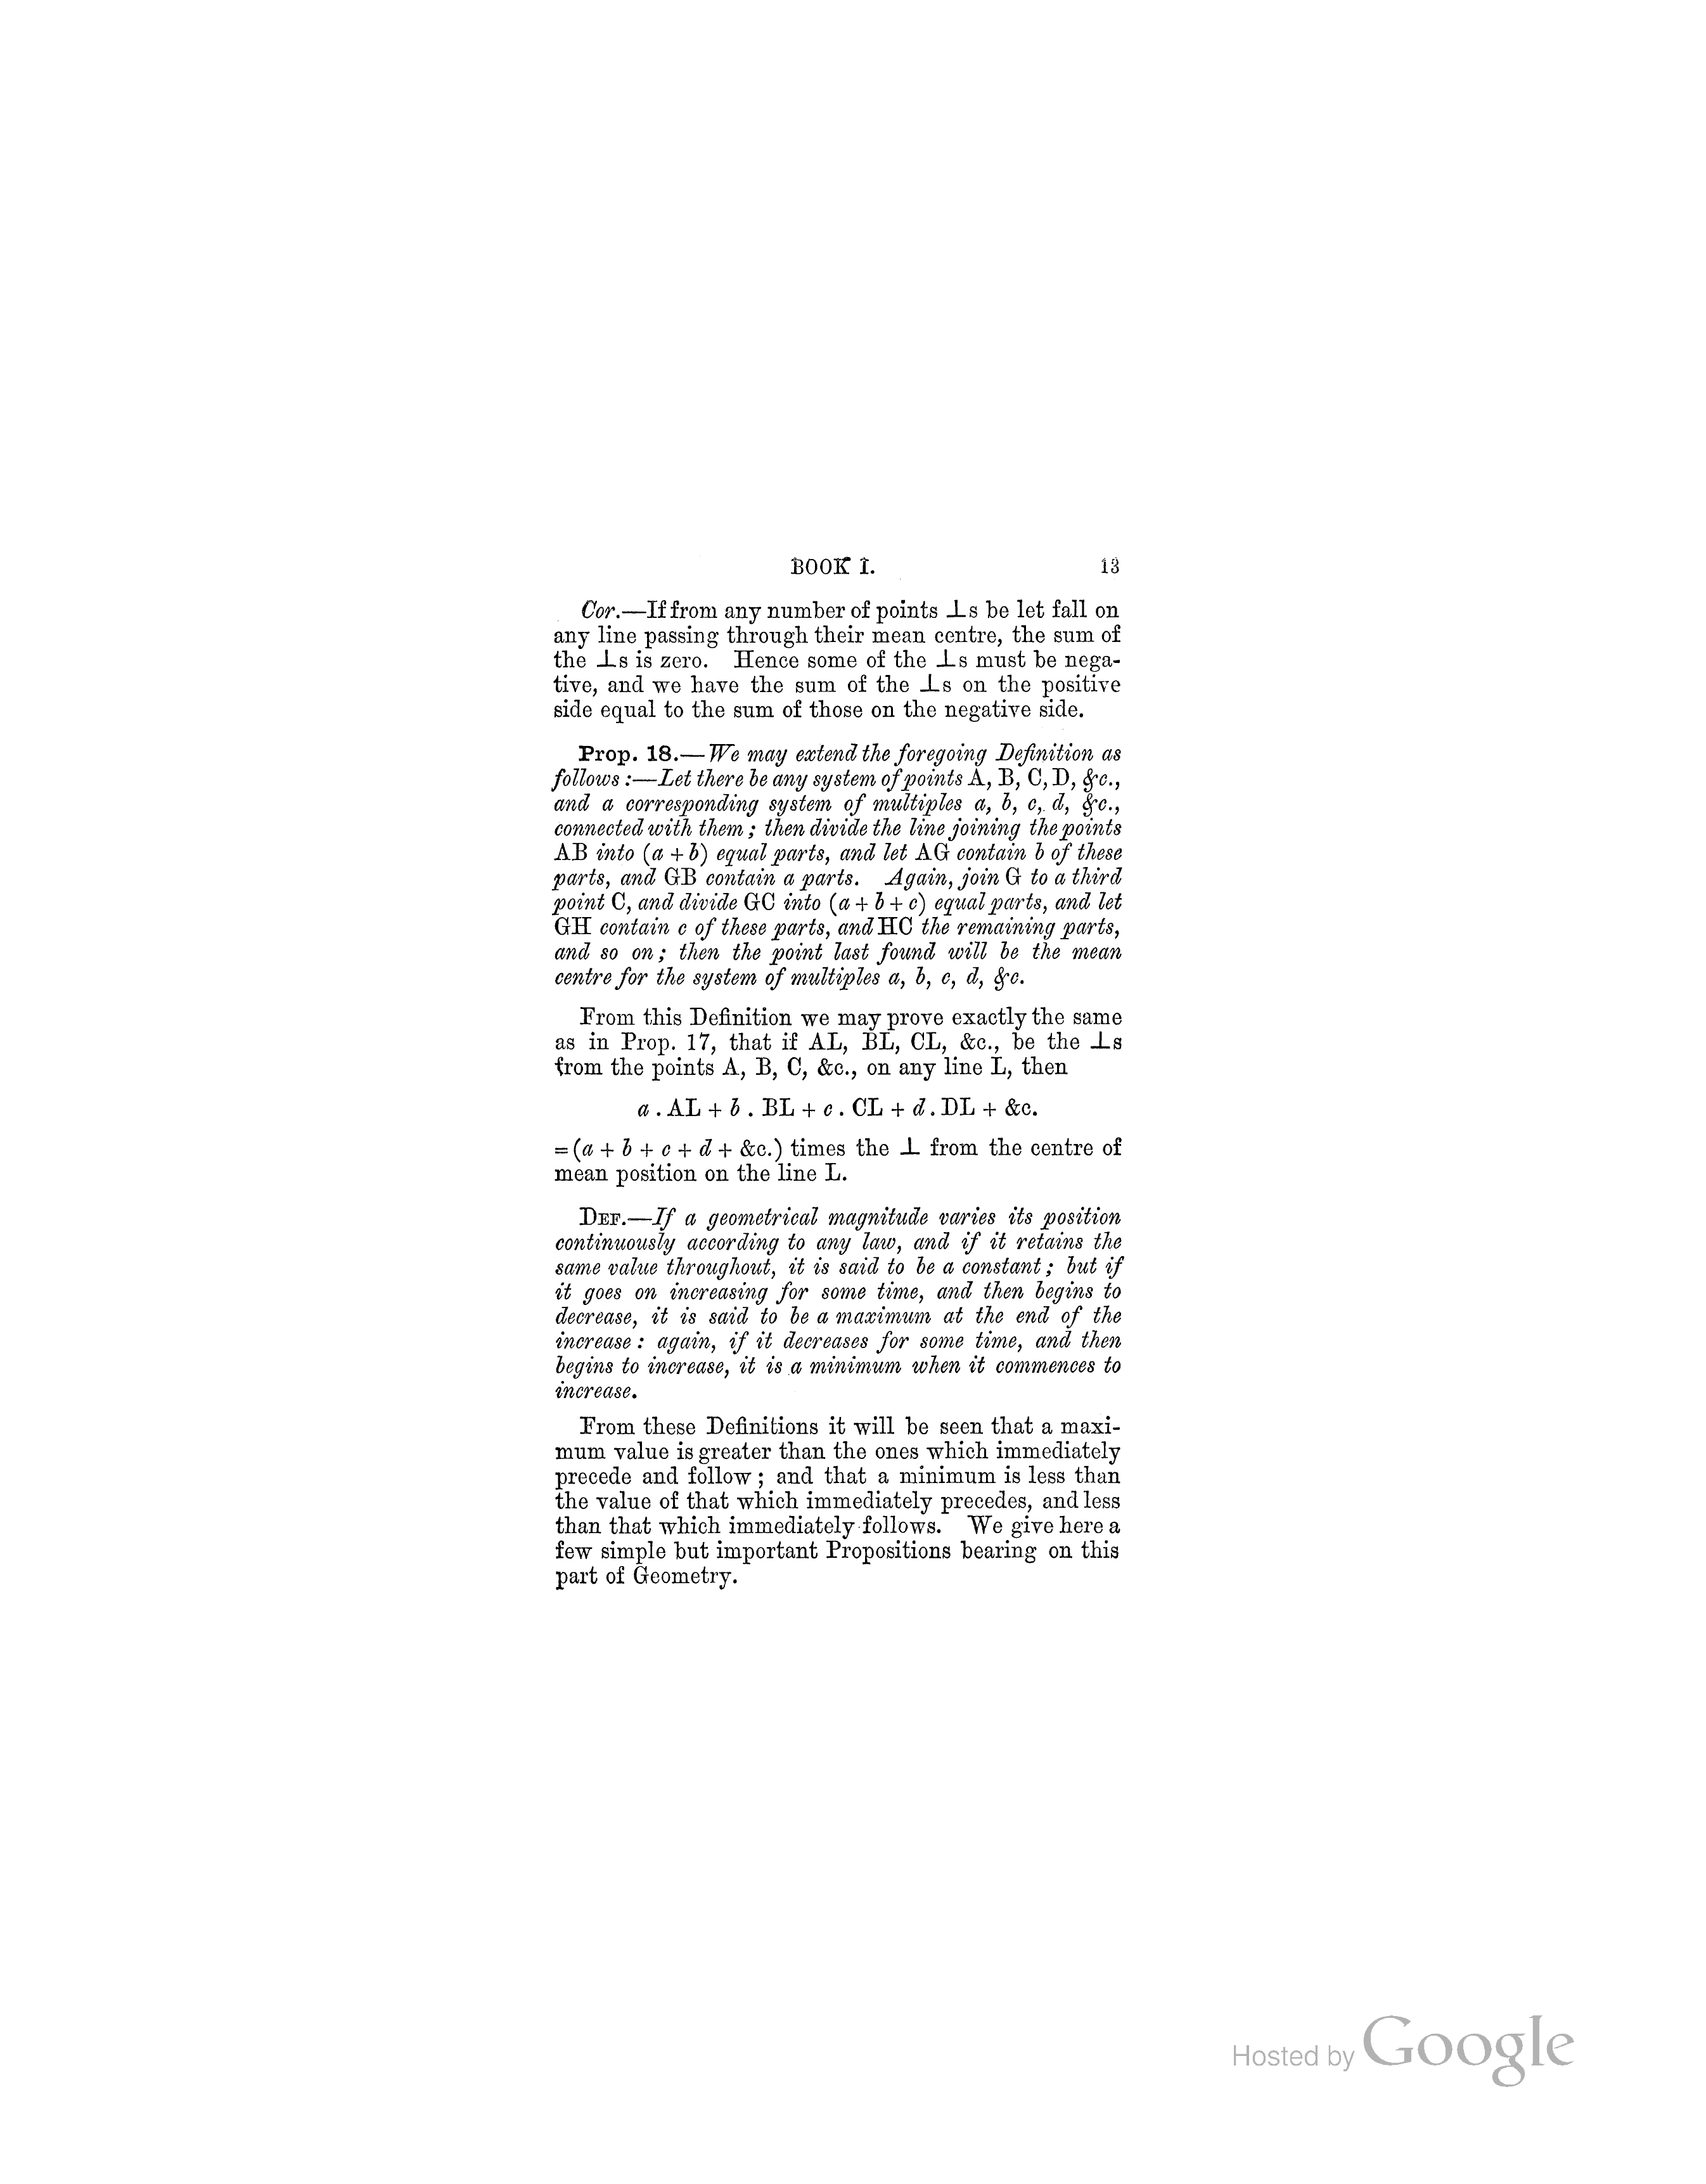 BOOK I. 13
Cor.—If from any number of points ⊥s be let fall on
any line passing through their mean centre, the sum of
the ⊥s is zero. Hence some of the ⊥s must be nega-
tive, and we have the sum of the ⊥s on the positive
side equal to the sum of those on the negative side.
Prop. 18.—We may extend the foregoing Definition as
follows :—Let there be any system of points A, B, C, D, &c.,
and a corresponding system of multiples a, b, c, d, &c.,
connected with them ; then divide the line joining the points
AB into (a + b) equal parts, and let AG contain b of these
parts, and GB contain a parts. Again, join G to a third
point C, and divide GC into (a + b + c) equal parts, and let
GH contain c of these parts, and HC the remaining parts,
and so on ; then the point last found will be the mean
centre for the system of multiples a, b, c, d, &c.
From this Definition we may prove exactly the same
as in Prop. 17, that if AL, BL, CL, &c., be the ⊥s
from the points A, B, C, &c., on any line L, then
a . AL + b . BL + c . CL + d . DL + &c.
= (a + b + c + d + &c.) times the ⊥ from the centre of
mean position on the line L.
DEF.—If a geometrical magnitude varies its position
continuously according to any law, and if it retains the
same value throughout, it is said to be a constant ; but if
it goes on increasing for some time, and then begins to
decrease, it is said to be a maximum at the end of the
increase : again, if it decreases for some time, and then
begins to increase, it is a minimum when it commences to
increase.
From these Definitions it will be seen that a maxi-
mum value is greater than the ones which immediately
precede and follow ; and that a minimum is less than
the value of that which immediately precedes, and less
than that which immediately follows. We give here a
few simple but important Propositions bearing on this
part of Geometry.
Hosted by Google